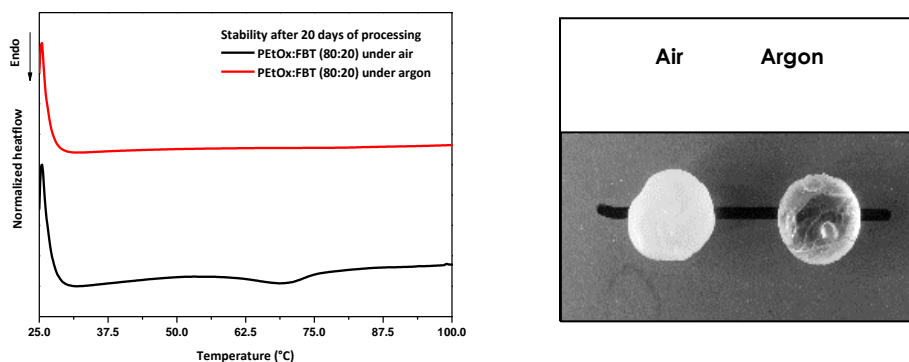 Stability after 20 days of processing
PEtOx:FBT (80:20) under air
PEtOx:FBT (80:20) under argon
Endo
Normalized heatflow
25.0 37.5 50.0 62.5 75.0 87.5 100.0
Temperature (°C)
Air Argon